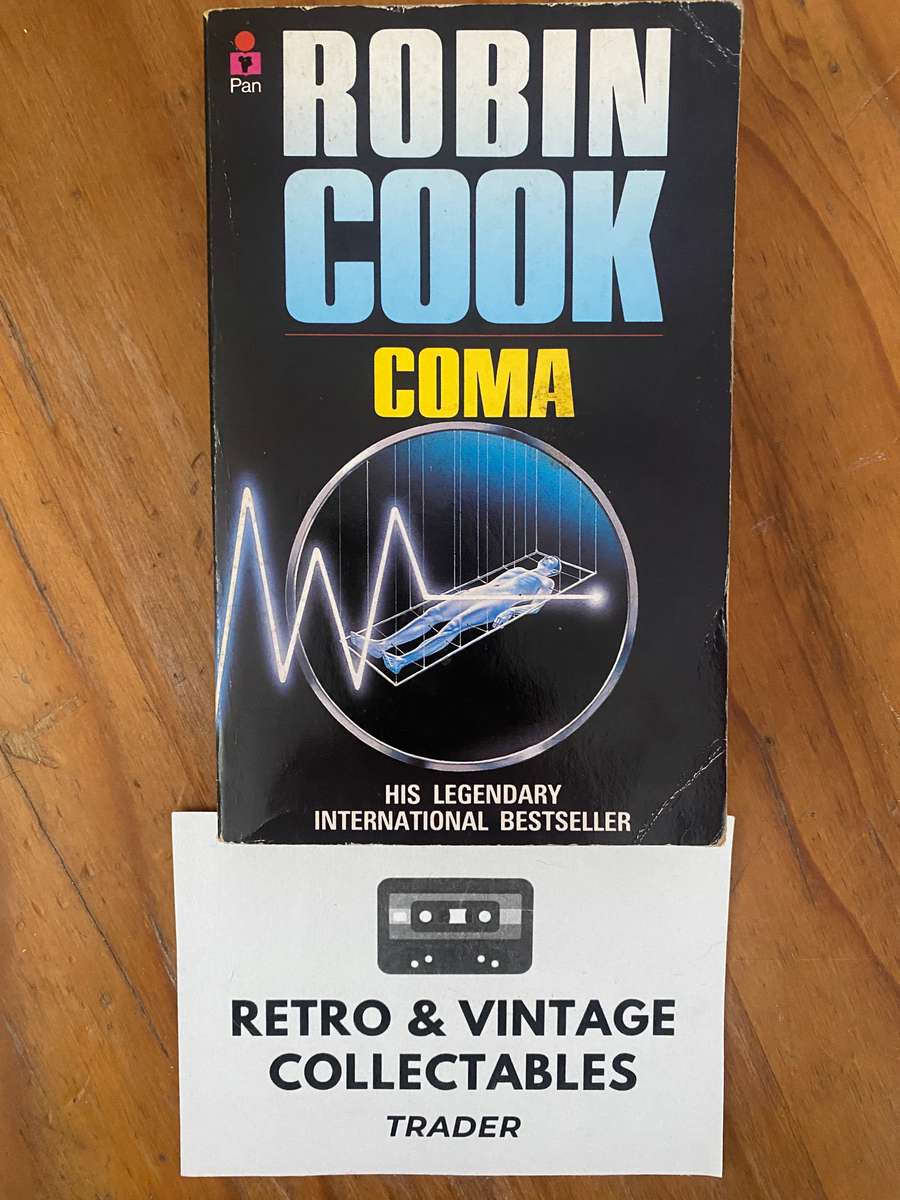 Pan
ROBIN
COOK
COMA
HIS LEGENDARY
INTERNATIONAL BESTSELLER
RETRO & VINTAGE
COLLECTABLES
TRADER